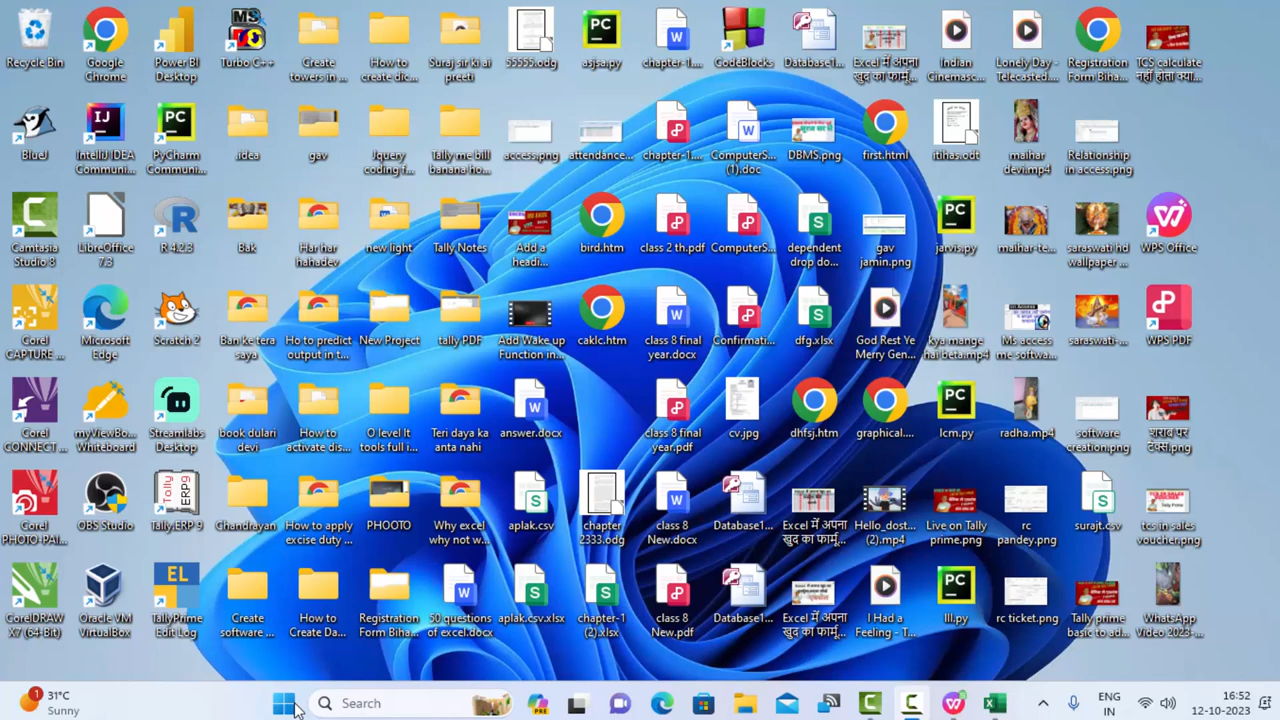 Recycle Bin
Google
Chrome
Power BI
Desktop
Turbo C++
Create
towers in ...
How to
create dic...
Suraj sir ki al
preeti
55555.odg
asjsa.py
chapter-1...
CodeBlocks
Database1...
Excel में अपना
खुद का फार्मू...
Indian
Cinemasc...
Lonely Day -
Telecasted...
Registration
Form Biha...
TCS calculate
नहीं होता क्या...
BlueJ
IntelliJ IDEA
Communi...
PyCharm
Communi...
.idea
gav
Jquery
coding f...
Tally me bill
banana ho...
access.png
attendance...
chapter-1...
ComputerS...
(1).doc
DBMS.png
first.html
itihas.odt
maihar
devi.mp4
Relationship
in access.png
Camtasia
Studio 8
LibreOffice
7.3
R 4.2.3
Bak
Har har
hahadev
new light
Tally Notes
Add a
headi...
bird.htm
class 2 th.pdf
ComputerS...
dependent
drop do...
gav
jamin.png
jarvis.py
maihar-te...
saraswati hd
wallpaper ...
WPS Office
Corel
CAPTURE ...
Microsoft
Edge
Scratch 2
Ban ke tera
saya
Ho to predict
output in t...
New Project
tally PDF
Add Wake up
Function in...
caklc.htm
class 8 final
year.docx
Confirmati...
dfg.xlsx
God Rest Ye
Merry Gen...
kya mange
hai beta.mp4
Ms access
me softwa...
saraswati-...
WPS PDF
Corel
CONNECT ...
myViewBo...
Whiteboard
Streamlabs
Desktop
book dulari
devi
How to
activate dis...
O level It
tools full i...
Teri daya ka
anta nahi
answer.docx
class 8 final
year.pdf
cv.jpg
dhfsj.htm
graphical....
lcm.py
radha.mp4
software
creation.png
शराब पर
टैक्स.png
Corel
PHOTO-PAI...
OBS Studio
Tally.ERP 9
Chandrayan
How to apply
excise duty ...
PHOOTO
Why excel
why not w...
aplak.csv
chapter
2333.odg
class 8
New.docx
Database1...
Excel में अपना
खुद का फार्मू...
Hello_dost...
(2).mp4
Live on Tally
prime.png
rc
pandey.png
surajt.csv
tcs in sales
voucher.png
CorelDRAW
X7 (64-Bit)
Oracle VM
VirtualBox
TallyPrime
Edit Log
Create
software ...
How to
Create Da...
Registration
Form Biha...
50 questions
of excel.docx
aplak.csv.xlsx
chapter-1
(2).xlsx
class 8
New.pdf
Database1...
Excel में अपना
खुद का फार्मू...
I Had a
Feeling - T...
lll.py
rc ticket.png
Tally prime
basic to ad...
WhatsApp
Video 2023-...
1
31°C
Sunny
Search
PRE
ENG
IN
16:52
12-10-2023